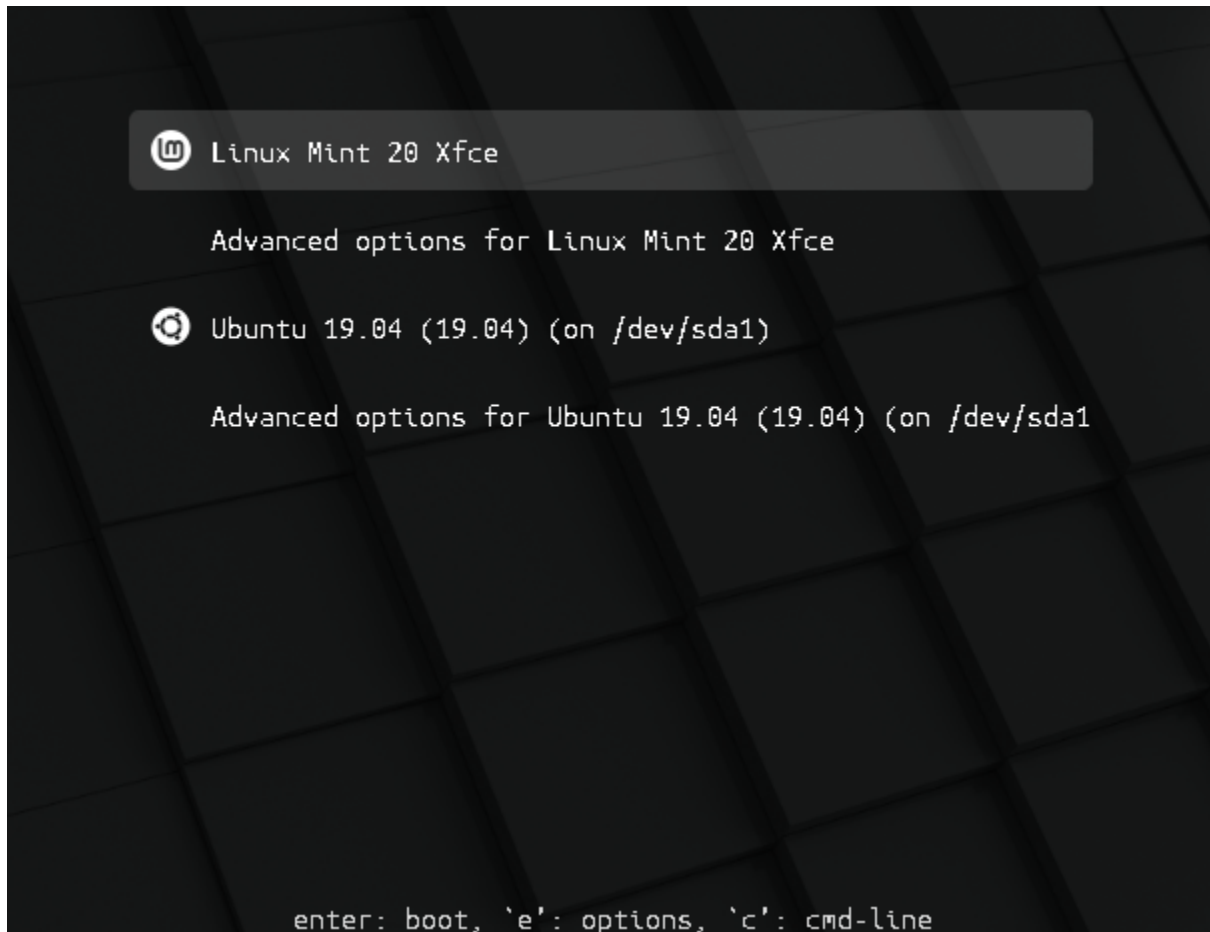 Linux Mint 20 Xfce
Advanced options for Linux Mint 20 Xfce
Ubuntu 19.04 (19.04) (on /dev/sda1)
Advanced options for Ubuntu 19.04 (19.04) (on /dev/sda1
enter: boot, `e': options, `c': cmd-line